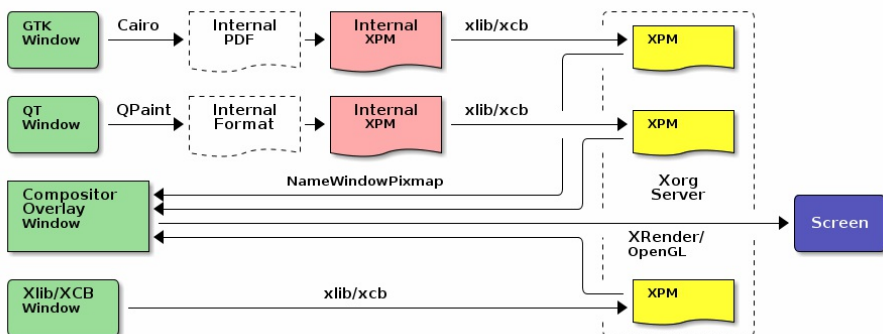 GTK
Window
Cairo
Internal
PDF
Internal
XPM
xlib/xcb
XPM
QT
Window
QPaint
Internal
Format
Internal
XPM
xlib/xcb
XPM
NameWindowPixmap
Compositor
Overlay
Window
Xorg
Server
Screen
XRender/
OpenGL
Xlib/XCB
Window
xlib/xcb
XPM